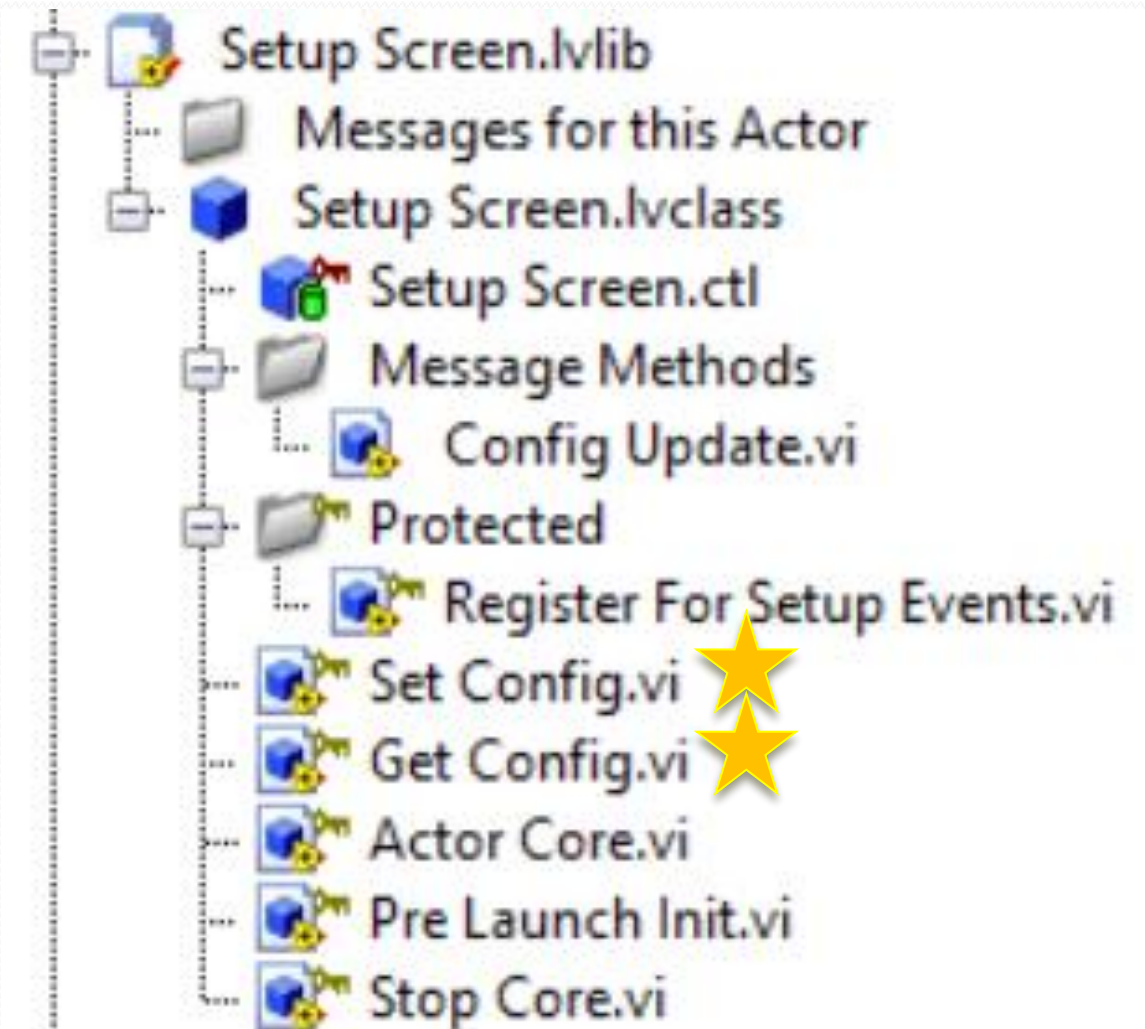 Setup Screen.lvlib
Messages for this Actor
Setup Screen.lvclass
Setup Screen.ctl
Message Methods
Config Update.vi
Protected
Register For Setup Events.vi
Set Config.vi
Get Config.vi
Actor Core.vi
Pre Launch Init.vi
Stop Core.vi